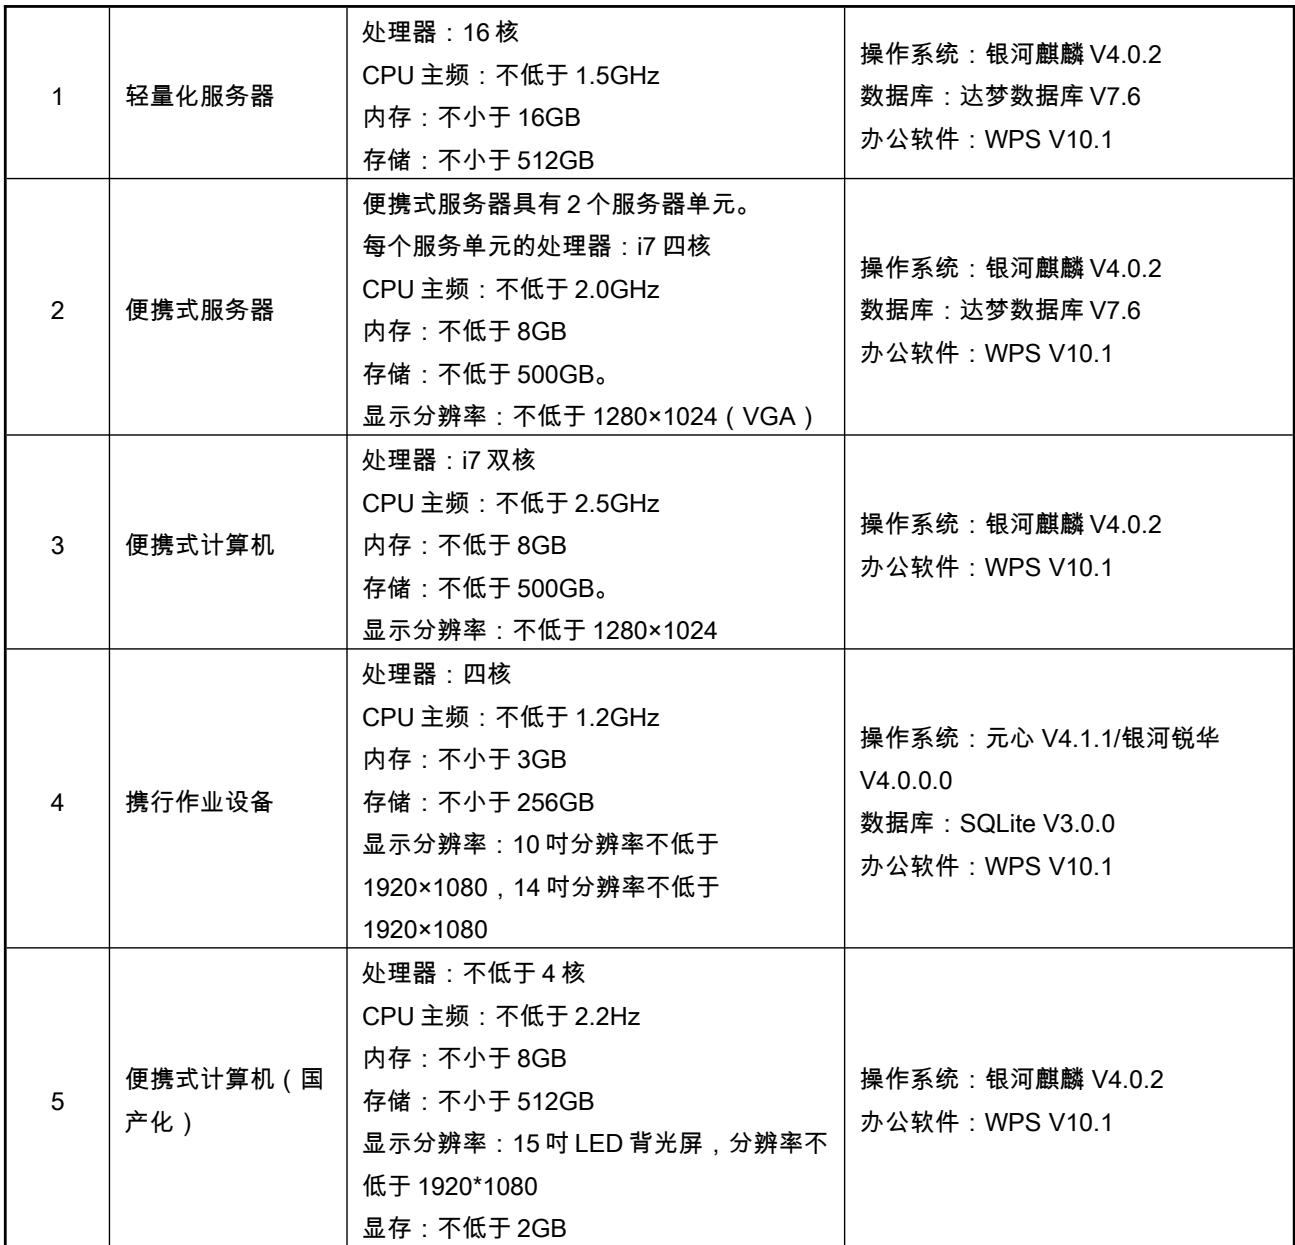 1
轻量化服务器
处理器：16 核
CPU 主频：不低于 1.5GHz
内存：不小于 16GB
存储：不小于 512GB
操作系统：银河麒麟 V4.0.2
数据库：达梦数据库 V7.6
办公软件：WPS V10.1
2
便携式服务器
便携式服务器具有 2 个服务器单元。
每个服务单元的处理器：i7 四核
CPU 主频：不低于 2.0GHz
内存：不低于 8GB
存储：不低于 500GB。
显示分辨率：不低于 1280×1024（VGA）
操作系统：银河麒麟 V4.0.2
数据库：达梦数据库 V7.6
办公软件：WPS V10.1
3
便携式计算机
处理器：i7 双核
CPU 主频：不低于 2.5GHz
内存：不低于 8GB
存储：不低于 500GB。
显示分辨率：不低于 1280×1024
操作系统：银河麒麟 V4.0.2
办公软件：WPS V10.1
4
携行作业设备
处理器：四核
CPU 主频：不低于 1.2GHz
内存：不小于 3GB
存储：不小于 256GB
显示分辨率：10 吋分辨率不低于
1920×1080，14 吋分辨率不低于
1920×1080
操作系统：元心 V4.1.1/银河锐华
V4.0.0.0
数据库：SQLite V3.0.0
办公软件：WPS V10.1
5
便携式计算机（国
产化）
处理器：不低于 4 核
CPU 主频：不低于 2.2Hz
内存：不小于 8GB
存储：不小于 512GB
显示分辨率：15 吋 LED 背光屏，分辨率不
低于 1920*1080
显存：不低于 2GB
操作系统：银河麒麟 V4.0.2
办公软件：WPS V10.1